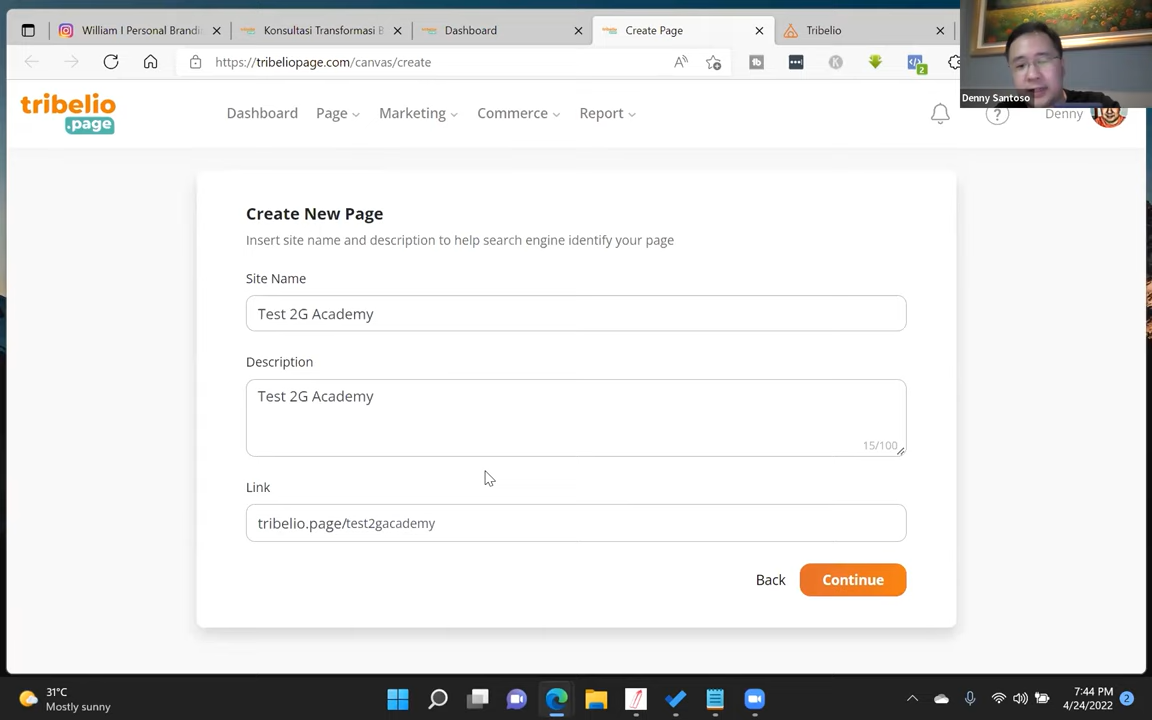 William I Personal Brandi
Konsultasi Transformasi B
Dashboard
Create Page
Tribelio
https://tribeliopage.com/canvas/create
2
Denny Santoso
tribelio
.page
Dashboard
Page
Marketing
Commerce
Report
?
Denny
Create New Page
Insert site name and description to help search engine identify your page
Site Name
Test 2G Academy
Description
Test 2G Academy
15/100
Link
tribelio.page/test2gacademy
Back
Continue
31°C
Mostly sunny
7:44 PM
4/24/2022
2